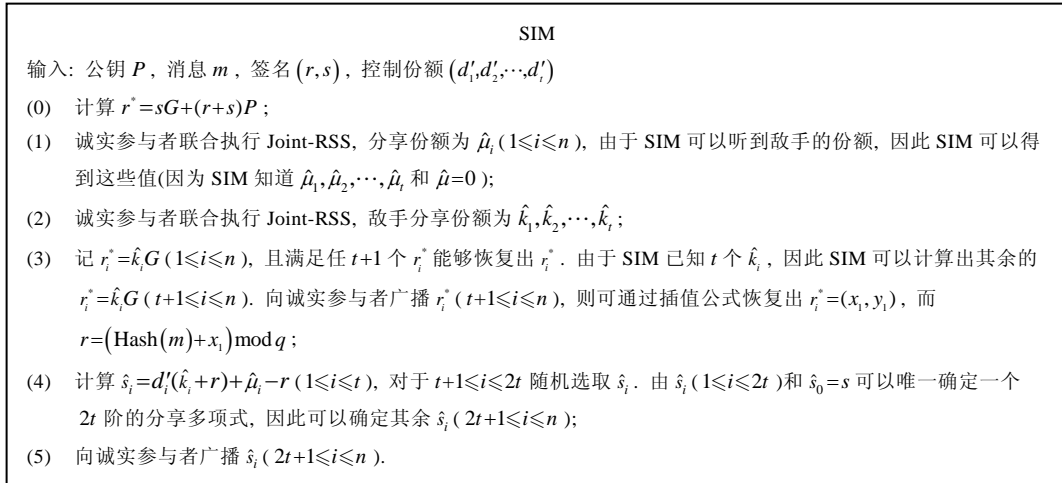 SIM
输入: 公钥 P, 消息 m, 签名 (r,s), 控制份额 (d′₁,d′₂,⋯,d′ₜ)
(0) 计算 r*=sG+(r+s)P;
(1) 诚实参与者联合执行 Joint-RSS, 分享份额为 μ̂ᵢ(1≤i≤n), 由于 SIM 可以听到敌手的份额, 因此 SIM 可以得
到这些值(因为 SIM 知道 μ̂₁,μ̂₂,⋯,μ̂ₜ 和 μ̂=0);
(2) 诚实参与者联合执行 Joint-RSS, 敌手分享份额为 k̂₁,k̂₂,⋯,k̂ₜ;
(3) 记 rᵢ*=k̂ᵢG(1≤i≤n), 且满足任 t+1 个 rᵢ* 能够恢复出 rᵢ*. 由于 SIM 已知 t 个 k̂ᵢ, 因此 SIM 可以计算出其余的
rᵢ*=k̂ᵢG(t+1≤i≤n). 向诚实参与者广播 rᵢ*(t+1≤i≤n), 则可通过插值公式恢复出 rᵢ*=(x₁,y₁), 而
r=(Hash(m)+x₁)mod q;
(4) 计算 ŝᵢ=d′ᵢ(k̂ᵢ+r)+μ̂ᵢ−r(1≤i≤t), 对于 t+1≤i≤2t 随机选取 ŝᵢ. 由 ŝᵢ(1≤i≤2t)和 ŝ₀=s 可以唯一确定一个
2t 阶的分享多项式, 因此可以确定其余 ŝᵢ(2t+1≤i≤n);
(5) 向诚实参与者广播 ŝᵢ(2t+1≤i≤n).